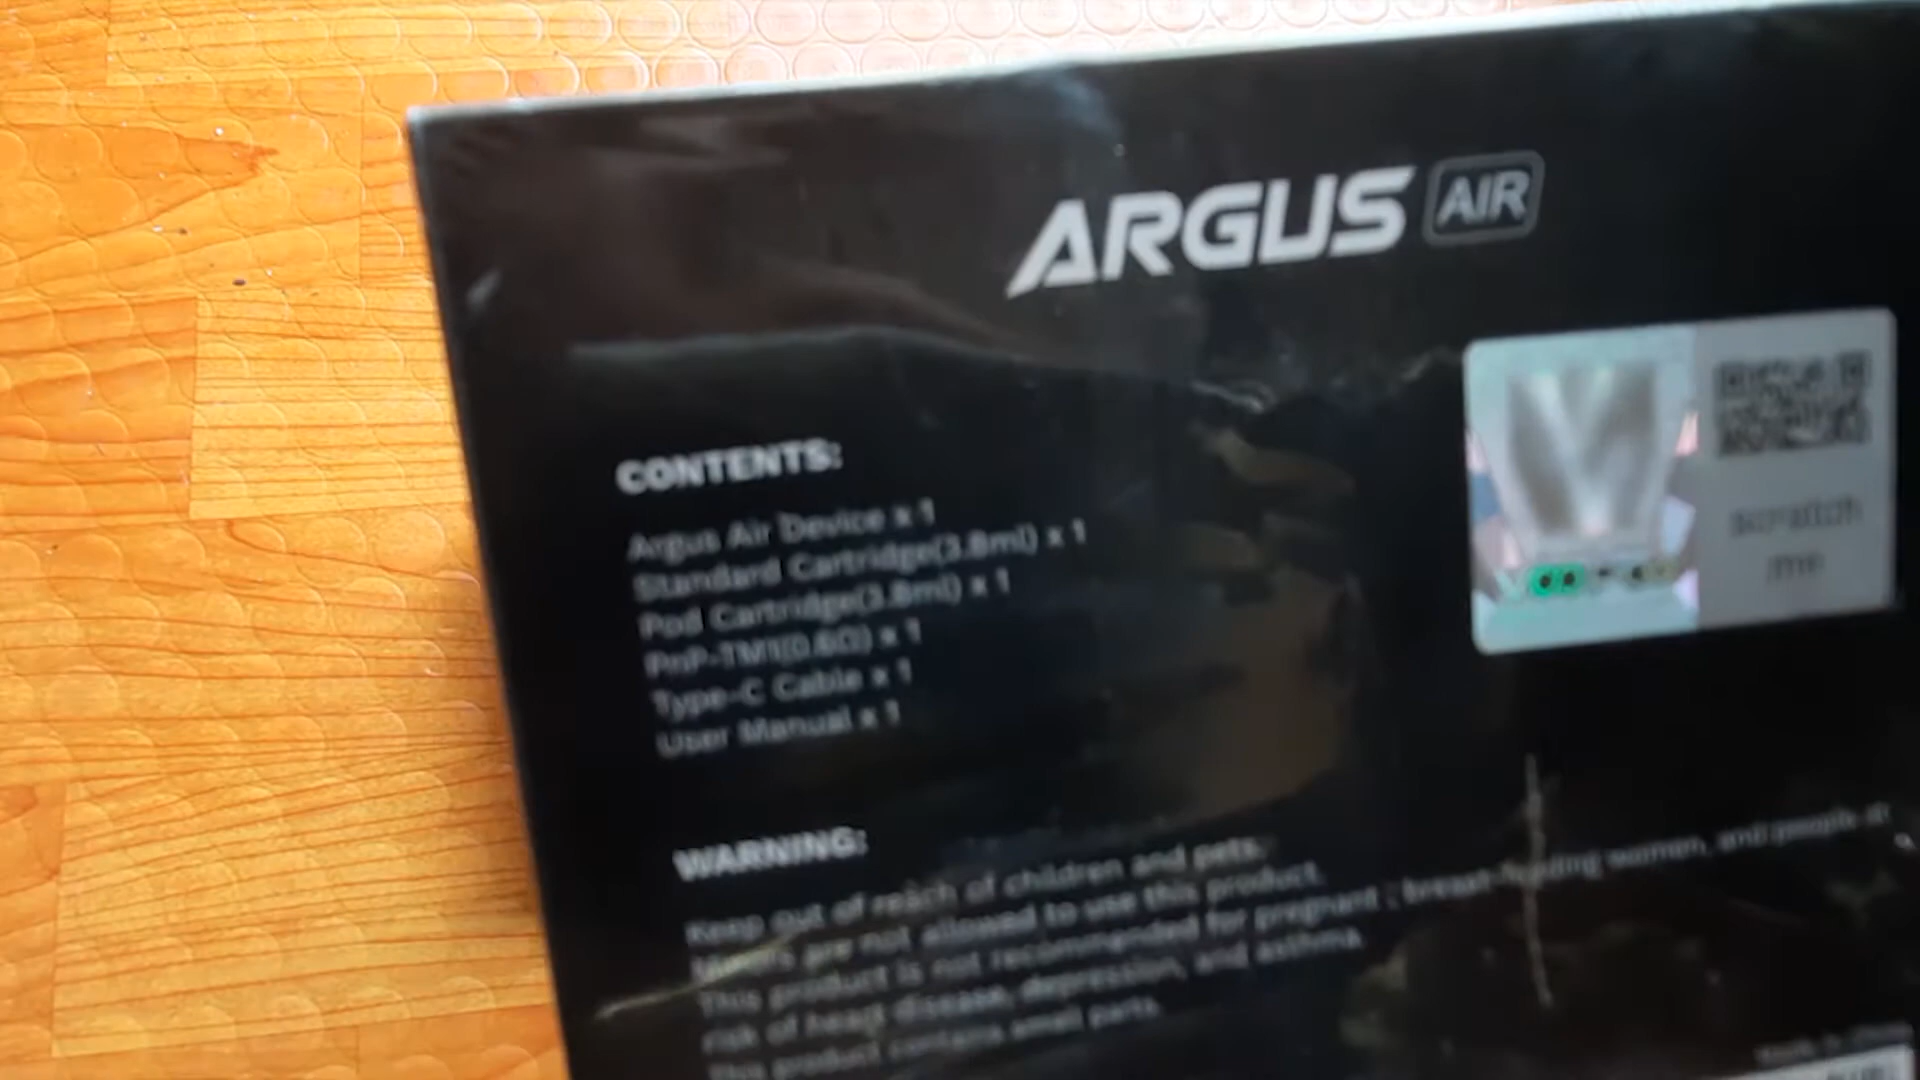 ARGUS AIR
CONTENTS:
Argus Air Device x 1
Standard Cartridge(3.8ml) x 1
Pod Cartridge(3.8ml) x 1
PnP-TM1(0.6Ω) x 1
Type-C Cable x 1
User Manual x 1
scratch
me
WARNING:
Keep out of reach of children and pets.
Minors are not allowed to use this product.
This product is not recommended for pregnant , breast-feeding women, and people at
risk of heart disease, depression, and asthma.
This product contains small parts.